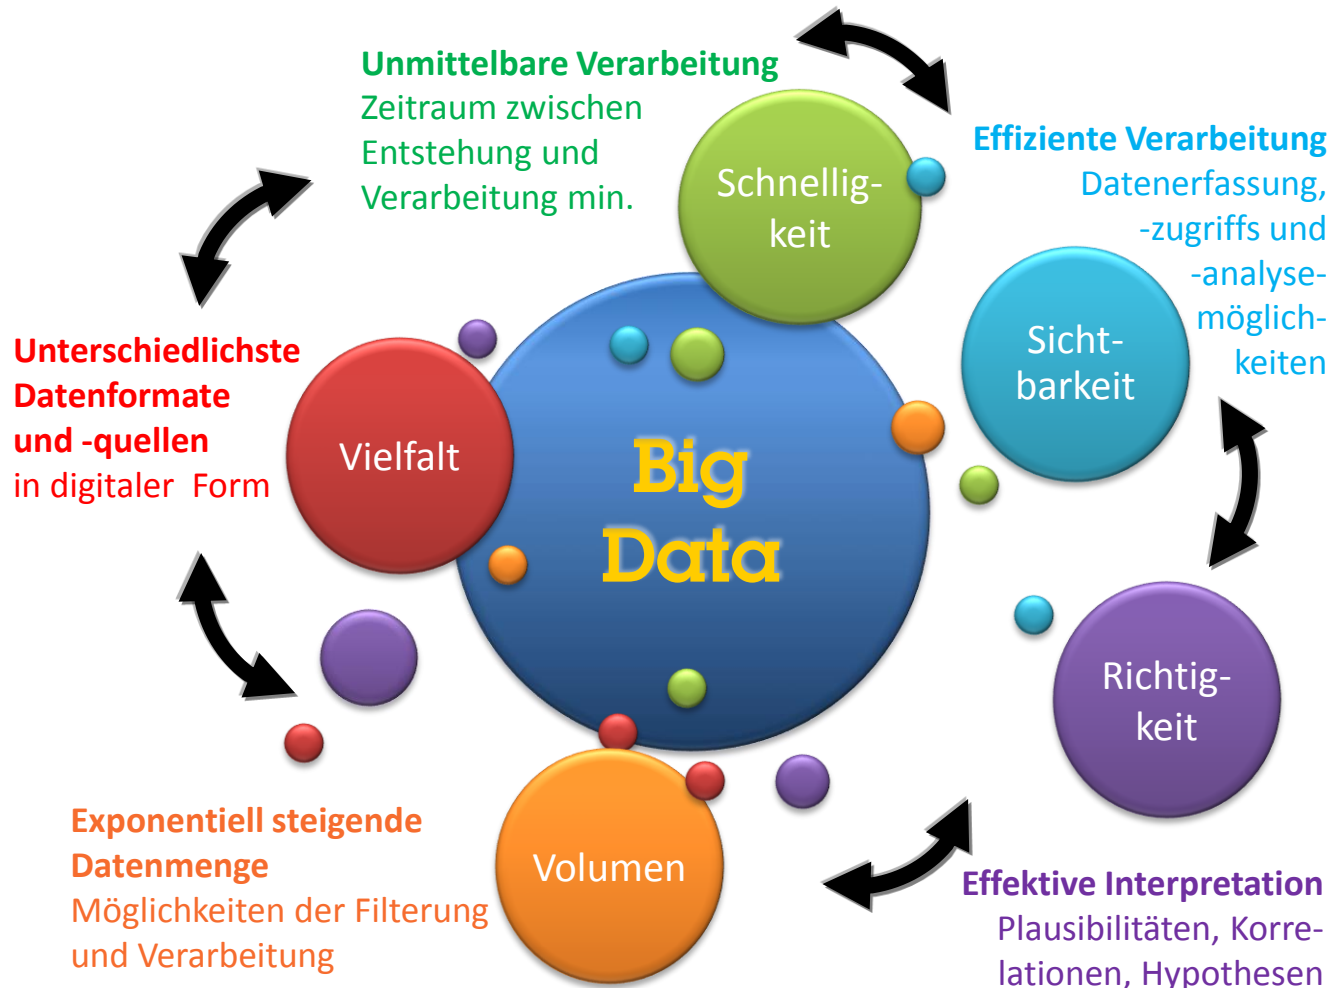 Unmittelbare Verarbeitung
Zeitraum zwischen
Entstehung und
Verarbeitung min.
Schnellig-
keit
Effiziente Verarbeitung
Datenerfassung,
-zugriffs und
-analyse-
möglich-
keiten
Sicht-
barkeit
Unterschiedlichste
Datenformate
und -quellen
in digitaler Form
Vielfalt
Big
Data
Richtig-
keit
Exponentiell steigende
Datenmenge
Möglichkeiten der Filterung
und Verarbeitung
Volumen
Effektive Interpretation
Plausibilitäten, Korre-
lationen, Hypothesen